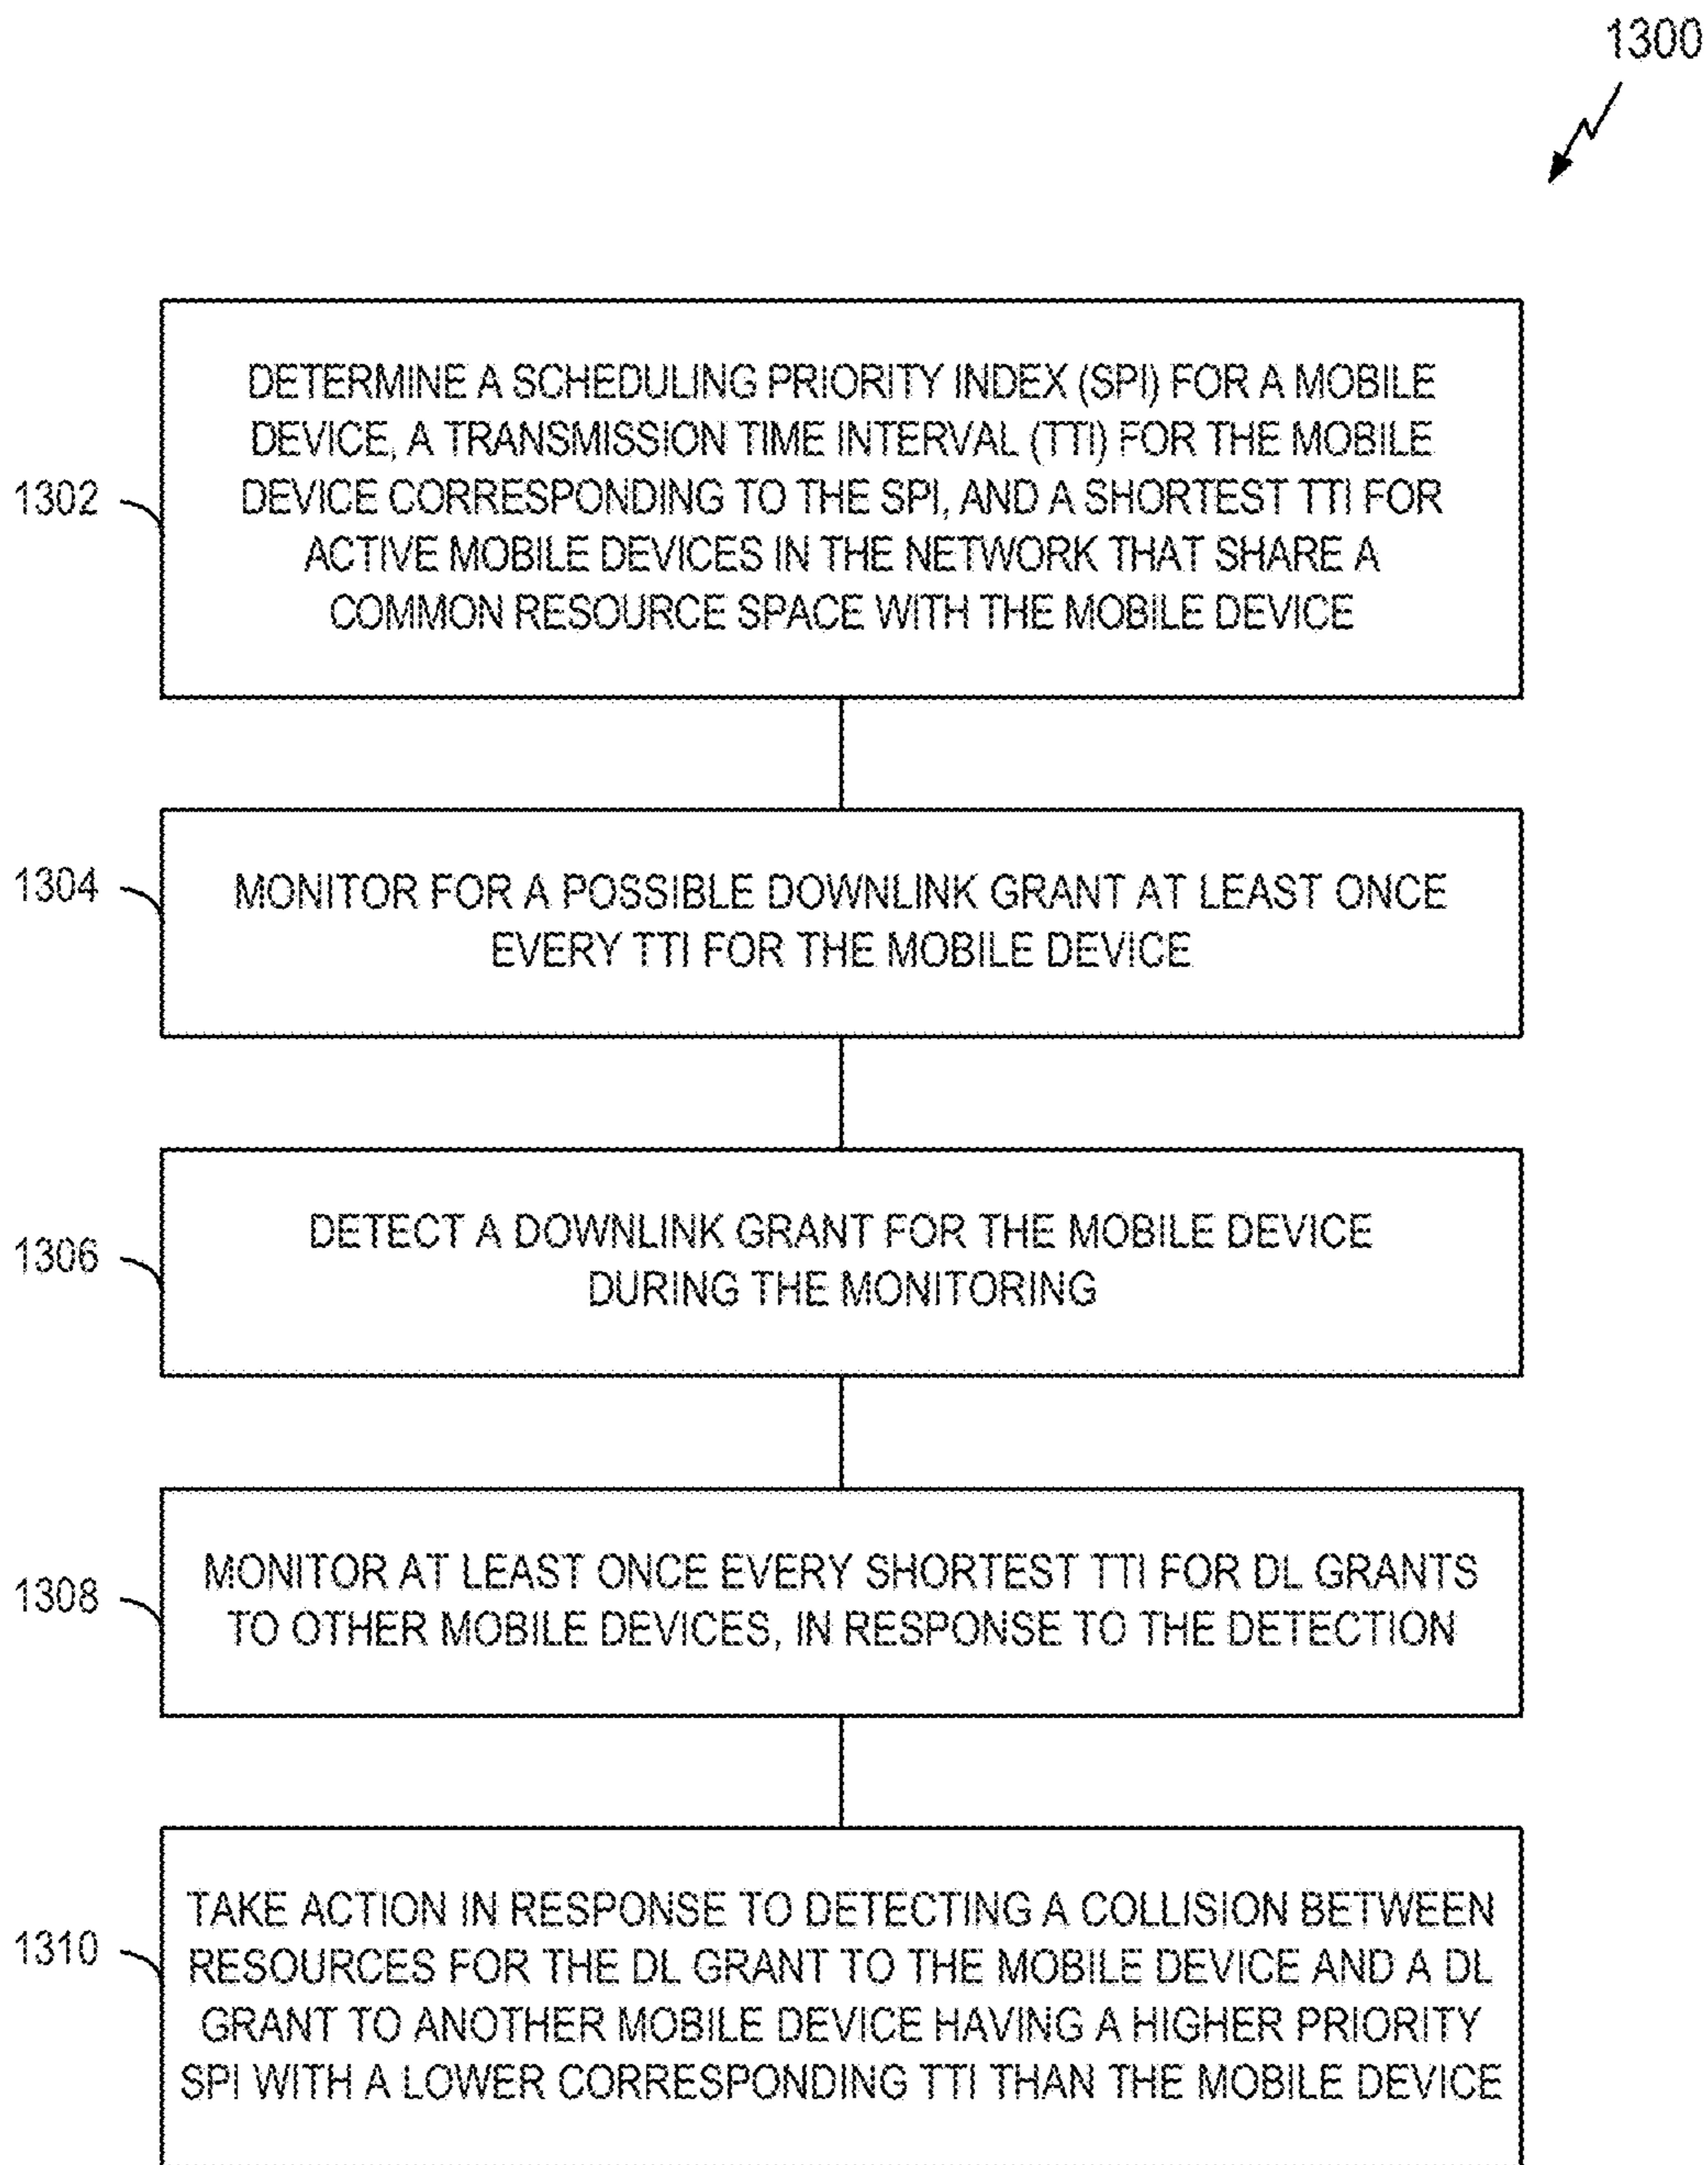 1300
DETERMINE A SCHEDULING PRIORITY INDEX (SPI) FOR A MOBILE
DEVICE, A TRANSMISSION TIME INTERVAL (TTI) FOR THE MOBILE
1302
DEVICE CORRESPONDING TO THE SPI, AND A SHORTEST TTI FOR
ACTIVE MOBILE DEVICES IN THE NETWORK THAT SHARE A
COMMON RESOURCE SPACE WITH THE MOBILE DEVICE
1304
MONITOR FOR A POSSIBLE DOWNLINK GRANT AT LEAST ONCE
EVERY TTI FOR THE MOBILE DEVICE
1306
DETECT A DOWNLINK GRANT FOR THE MOBILE DEVICE
DURING THE MONITORING
1308
MONITOR AT LEAST ONCE EVERY SHORTEST TTI FOR DL GRANTS
TO OTHER MOBILE DEVICES, IN RESPONSE TO THE DETECTION
1310
TAKE ACTION IN RESPONSE TO DETECTING A COLLISION BETWEEN
RESOURCES FOR THE DL GRANT TO THE MOBILE DEVICE AND A DL
GRANT TO ANOTHER MOBILE DEVICE HAVING A HIGHER PRIORITY
SPI WITH A LOWER CORRESPONDING TTI THAN THE MOBILE DEVICE